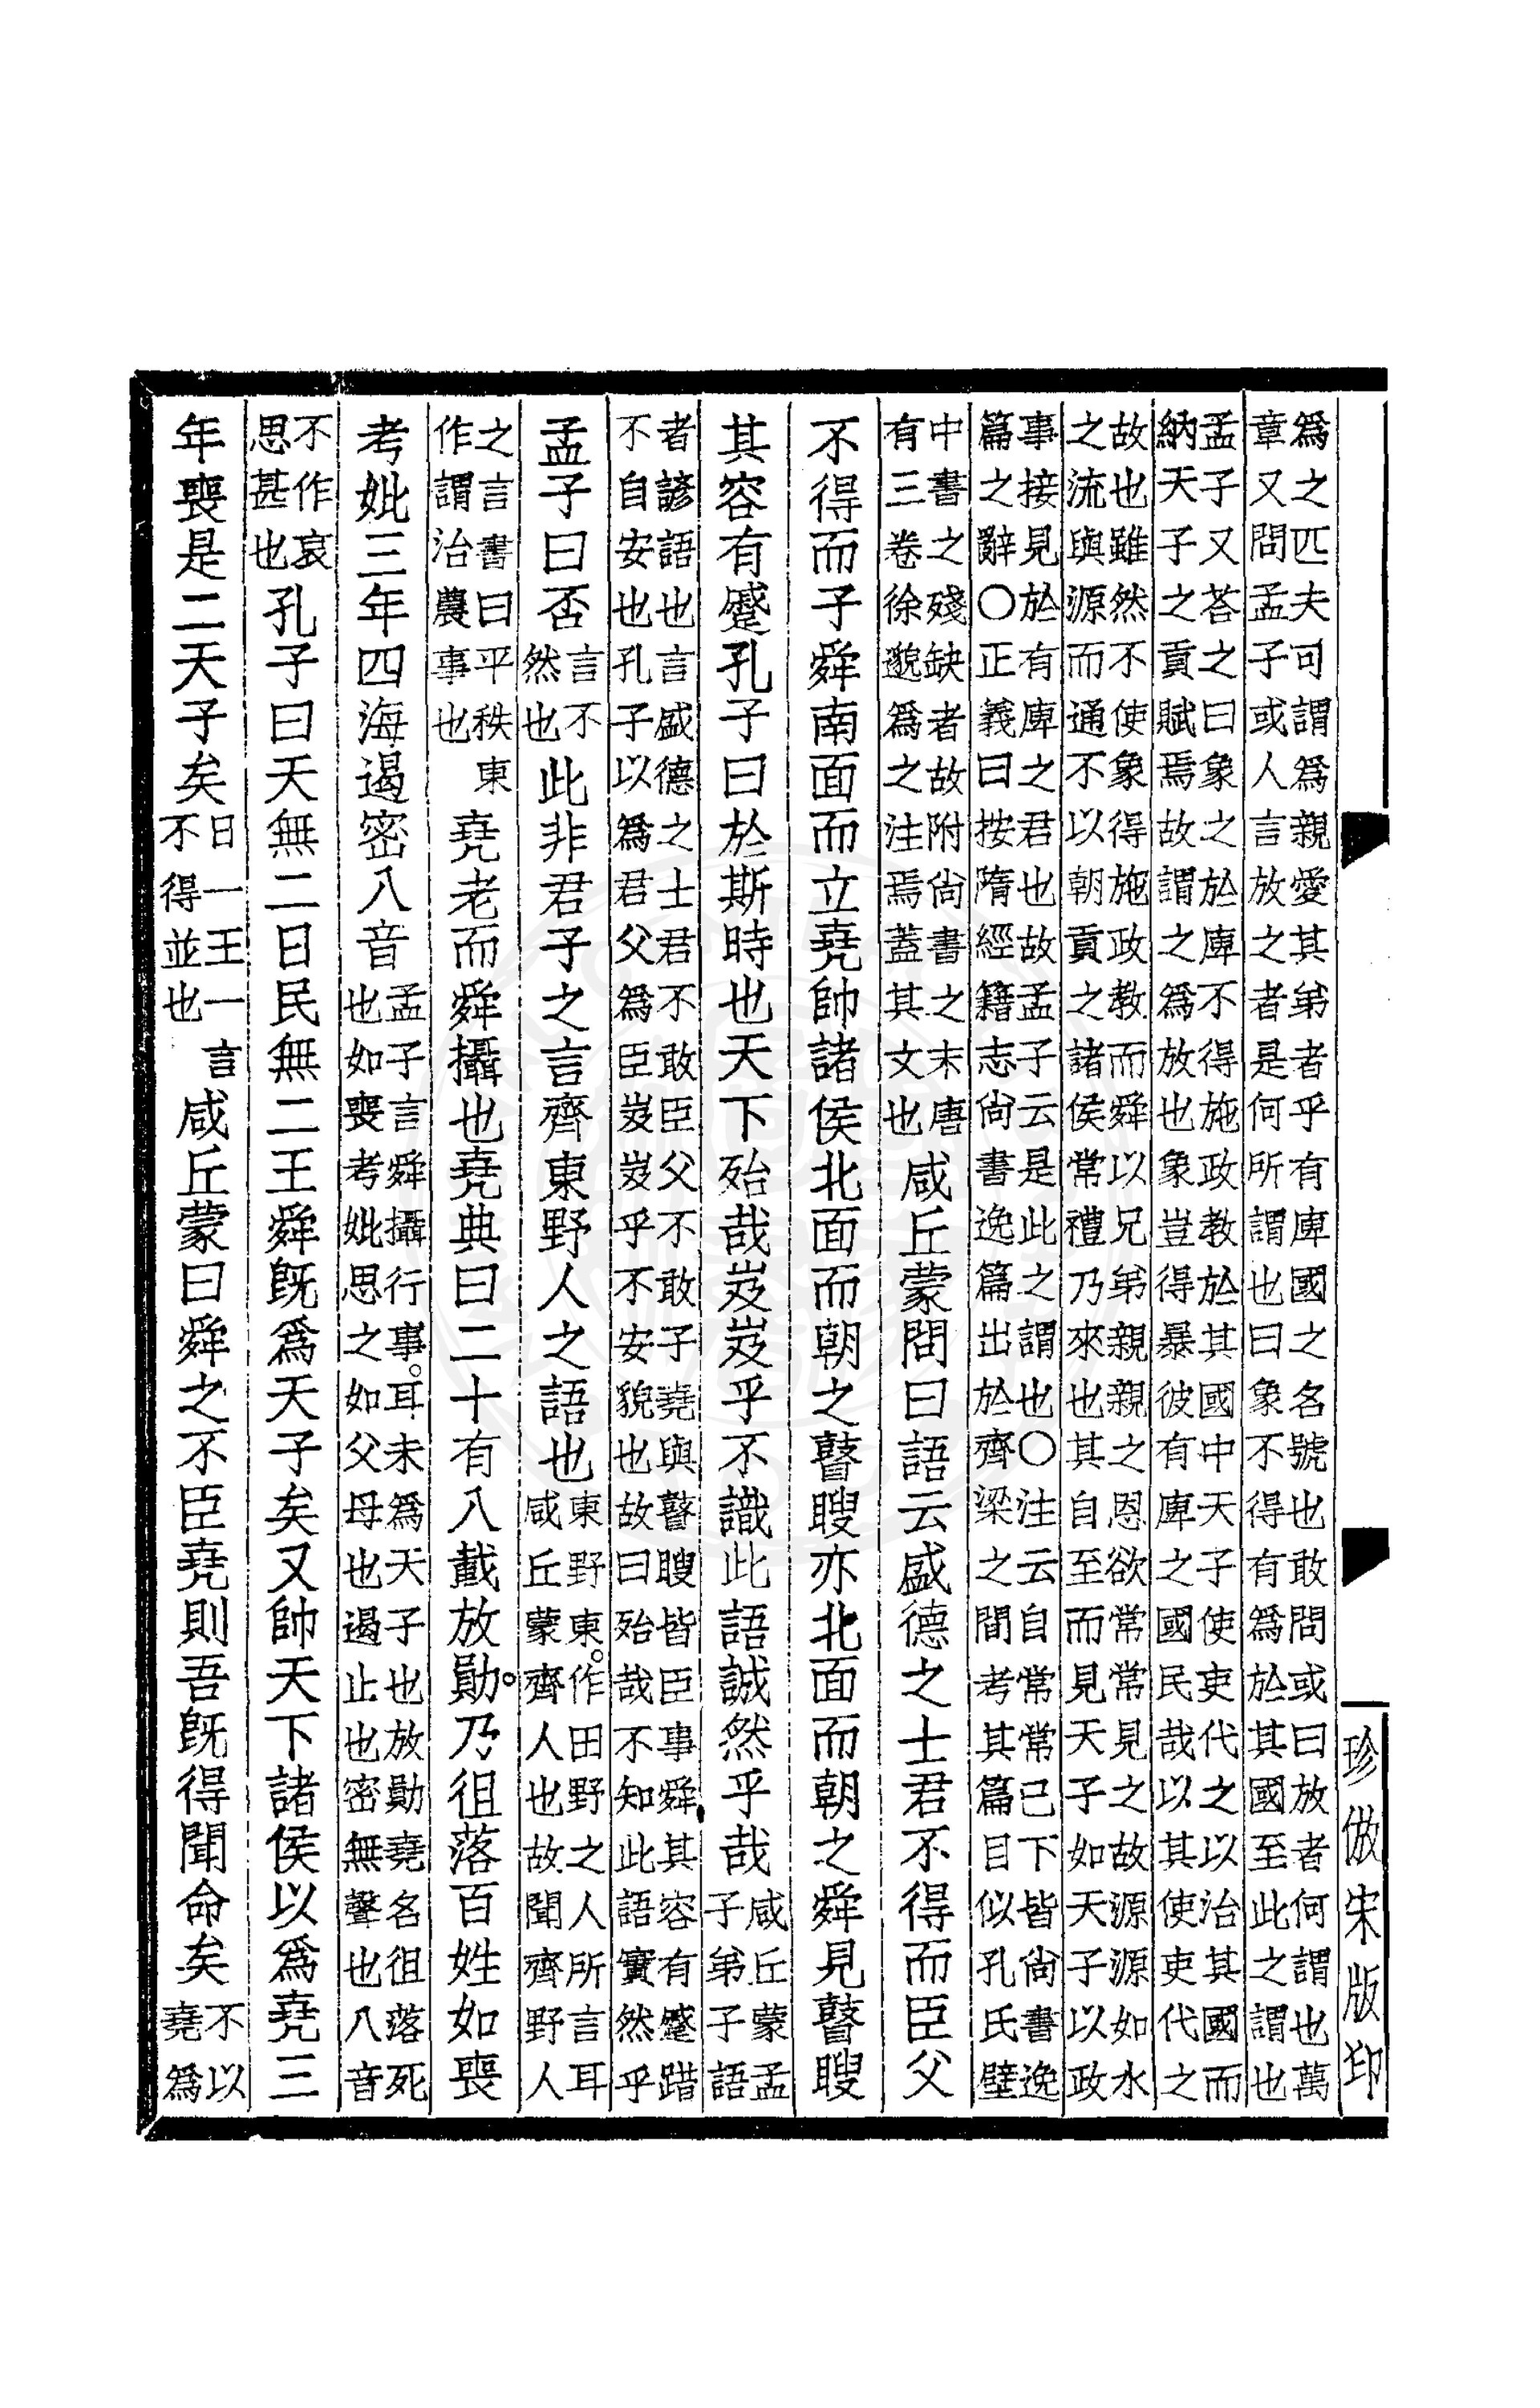 珍倣宋版印
爲之匹夫可謂爲親愛其弟者乎有庳國之名號也敢問或曰放者何謂也萬
章又問孟子或人言放之者是何所謂也曰象不得有爲於其國至此之謂也
孟子又荅之曰象之於庳不得施政教於其國中天子使吏代之以治其國而
納天子之貢賦焉故謂之爲放也象豈得暴彼有庳之國民哉以其使吏代之
故也雖然不使象得施政教而舜以兄弟親親之恩欲常常見之故源源如水
之流與源而通不以朝貢之諸侯常禮乃來也其自至而見天子如天子以政
事接見於有庳之君也故孟子云是此之謂也○注云自常常已下皆尙書逸
篇之辭○正義曰按隋經籍志尙書逸篇出於齊梁之間考其篇目似孔氏壁
中書之殘缺者故附尙書之末唐有三卷徐邈爲之注焉蓋其文也咸丘蒙問曰語云盛德之士君不得而臣父
不得而子舜南面而立堯帥諸侯北面而朝之瞽瞍亦北面而朝之舜見瞽瞍
其容有蹙孔子曰於斯時也天下殆哉岌岌乎不識此語誠然乎哉咸丘蒙孟子弟子語
者諺語也言盛德之士君不敢臣父不敢子堯與瞽瞍皆臣事舜其容有蹙踖
不自安也孔子以爲君父爲臣岌岌乎不安貌也故曰殆哉不知此語實然乎
孟子曰否言不然也此非君子之言齊東野人之語也東野東作田野之人所言耳咸丘蒙齊人也故聞齊野人
之言書曰平秩東作謂治農事也堯老而舜攝也堯典曰二十有八載放勛乃徂落百姓如喪
考妣三年四海遏密八音孟子言舜攝行事耳未爲天子也放勛堯名徂落死也如喪考妣思之如父母也遏止也密無聲也八音
不作哀思甚也孔子曰天無二日民無二王舜旣爲天子矣又帥天下諸侯以爲堯三
年喪是二天子矣日一王一言不得並也咸丘蒙曰舜之不臣堯則吾旣得聞命矣不以堯爲